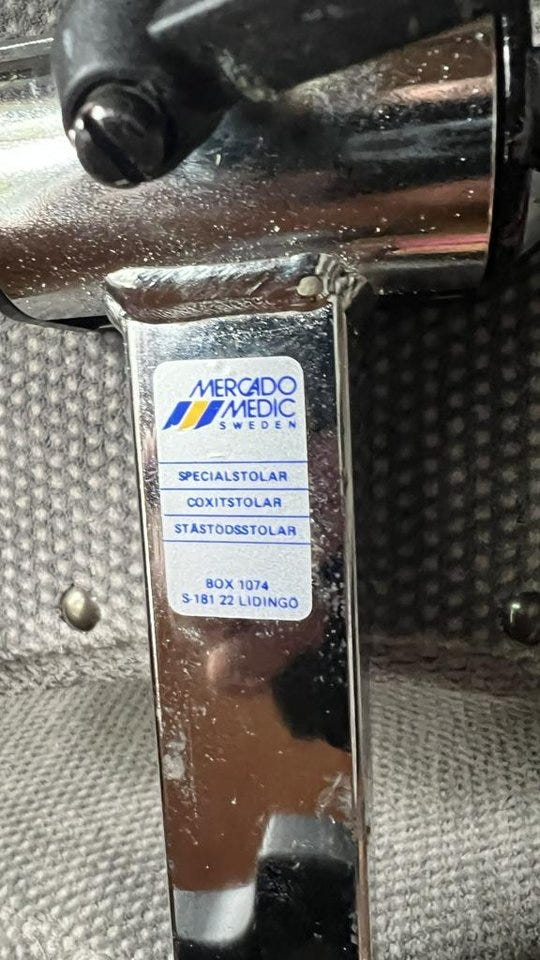 MERCADO
MEDIC
SWEDEN
SPECIALSTOLAR
COXITSTOLAR
STÅSTÖDSSTOLAR
BOX 1074
S-181 22 LIDINGÖ